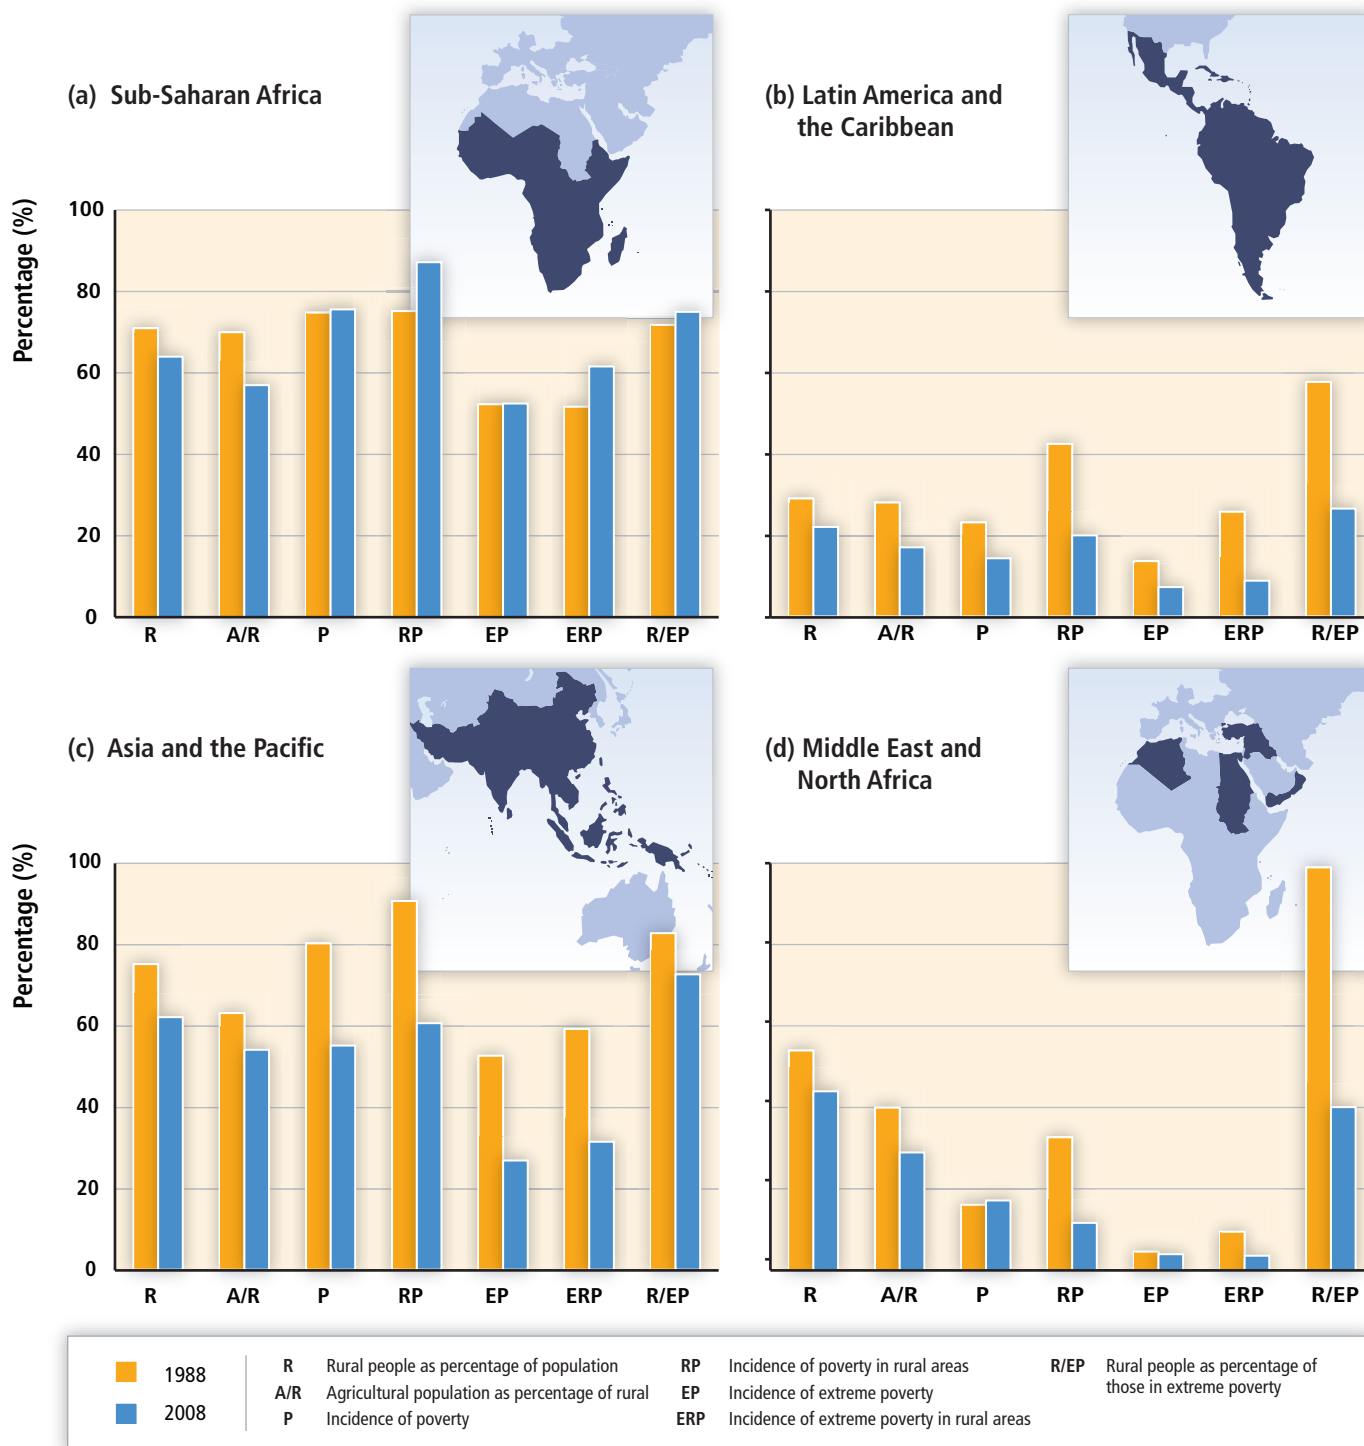 (a) Sub-Saharan Africa
(b) Latin America and
the Caribbean
Percentage (%)
100
80
60
40
20
0
R A/R P RP EP ERP R/EP
R A/R P RP EP ERP R/EP
(c) Asia and the Pacific
(d) Middle East and
North Africa
Percentage (%)
100
80
60
40
20
0
R A/R P RP EP ERP R/EP
R A/R P RP EP ERP R/EP
1988
2008
R Rural people as percentage of population
A/R Agricultural population as percentage of rural
P Incidence of poverty
RP Incidence of poverty in rural areas
EP Incidence of extreme poverty
ERP Incidence of extreme poverty in rural areas
R/EP Rural people as percentage of
those in extreme poverty